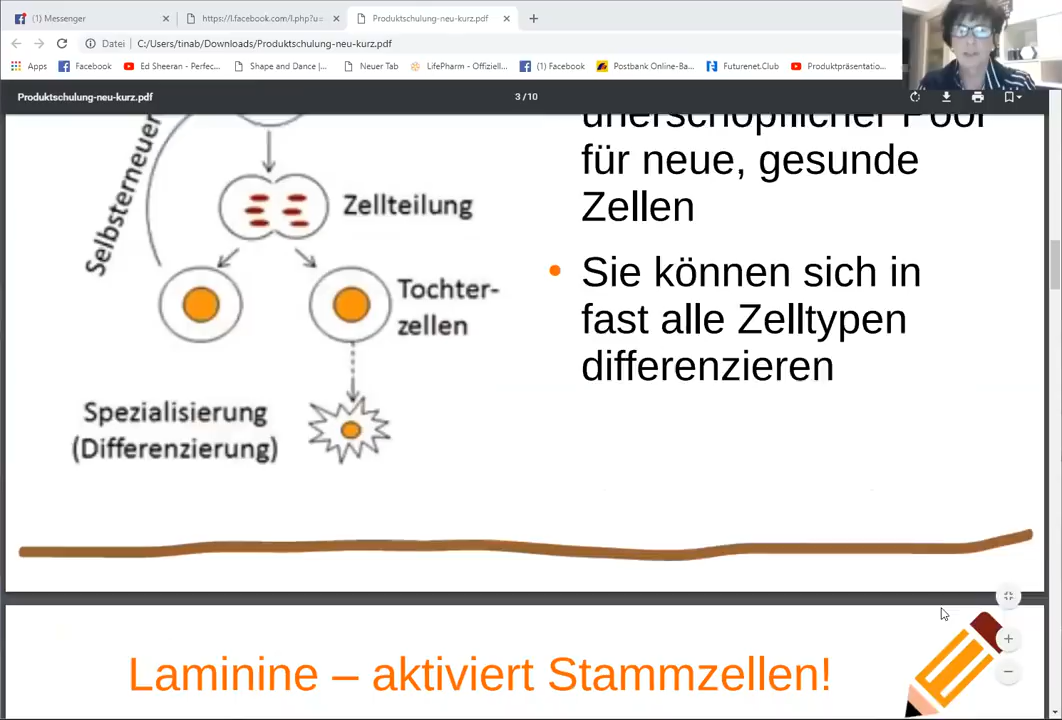 (1) Messenger
https://l.facebook.com/l.php?u=
Produktschulung-neu-kurz.pdf
Datei
C:/Users/tinab/Downloads/Produktschulung-neu-kurz.pdf
Apps
Facebook
Ed Sheeran - Perfec...
Shape and Dance |...
Neuer Tab
LifePharm - Offiziell...
(1) Facebook
Postbank Online-Ba...
Futurenet.Club
Produktpräsentatio...
Produktschulung-neu-kurz.pdf
3 / 10
Selbsterneuer
Zellteilung
Tochter-
zellen
Spezialisierung
(Differenzierung)
unerschöpflicher Pool
für neue, gesunde
Zellen
• Sie können sich in
fast alle Zelltypen
differenzieren
Laminine – aktiviert Stammzellen!